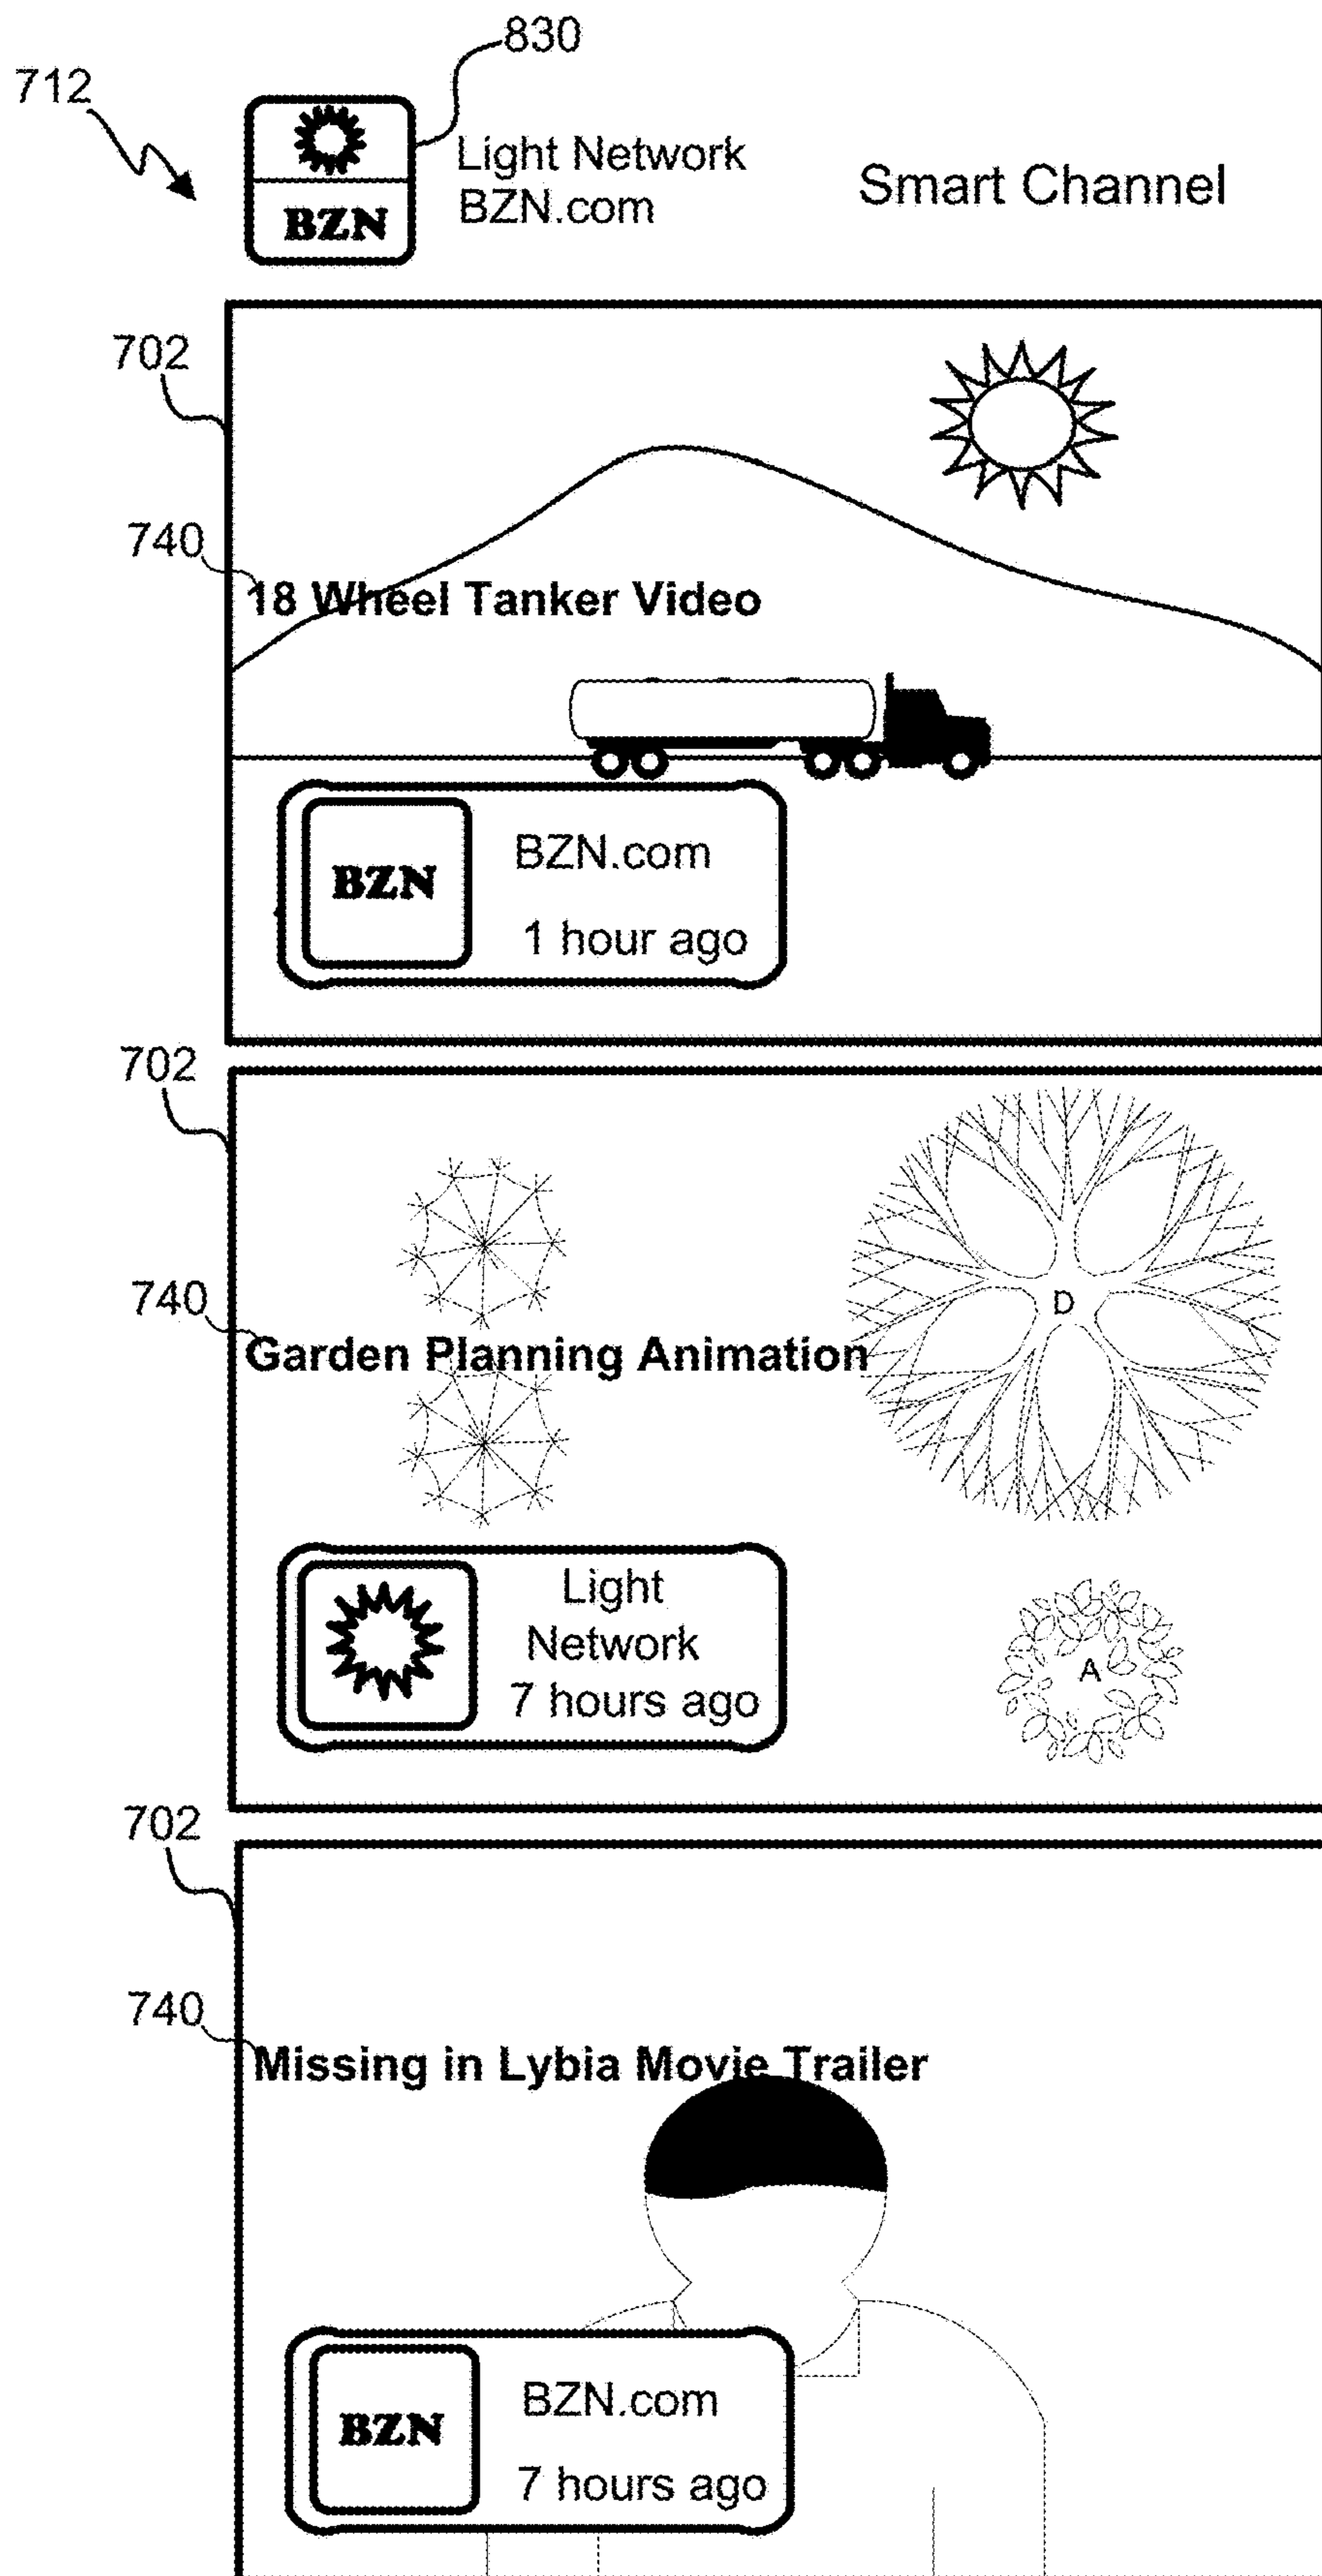 830
712
Light Network
BZN.com
Smart Channel
BZN
702
740
18 Wheel Tanker Video
BZN
BZN.com
1 hour ago
702
D
740
Garden Planning Animation
Light
Network
7 hours ago
A
702
740
Missing in Lybia Movie Trailer
BZN
BZN.com
7 hours ago